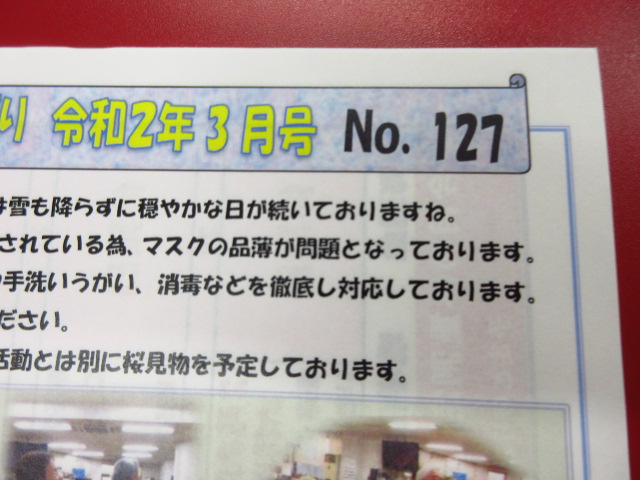 り 令和2年3月号 No. 127
雪も降らずに穏やかな日が続いておりますね。
されている為、マスクの品薄が問題となっております。
手洗いうがい、消毒などを徹底し対応しております。
ださい。
活動とは別に桜見物を予定しております。